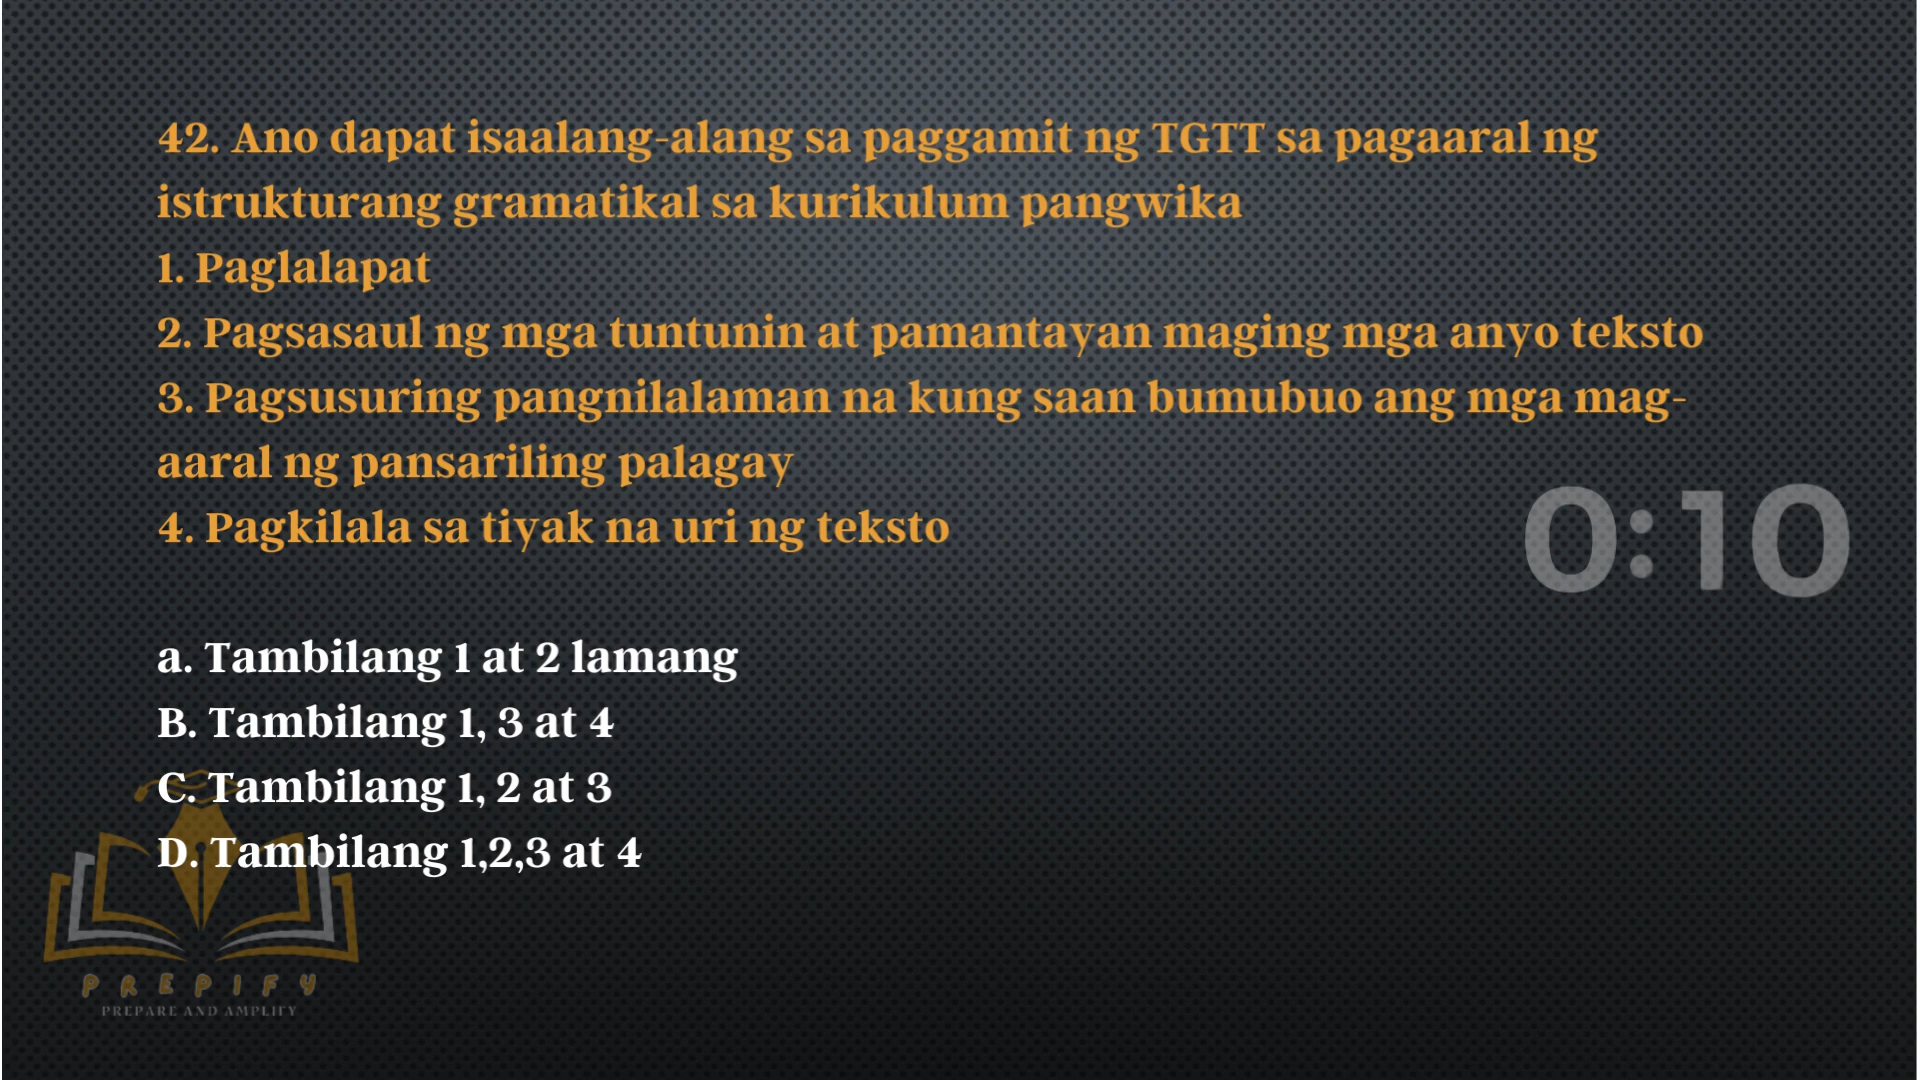 42. Ano dapat isaalang-alang sa paggamit ng TGTT sa pagaaral ng
istrukturang gramatikal sa kurikulum pangwika
1. Paglalapat
2. Pagsasaul ng mga tuntunin at pamantayan maging mga anyo teksto
3. Pagsusuring pangnilalaman na kung saan bumubuo ang mga mag-
aaral ng pansariling palagay
4. Pagkilala sa tiyak na uri ng teksto
0:10
a. Tambilang 1 at 2 lamang
B. Tambilang 1, 3 at 4
C. Tambilang 1, 2 at 3
D. Tambilang 1,2,3 at 4
PREPIFY
PREPARE AND AMPLIFY